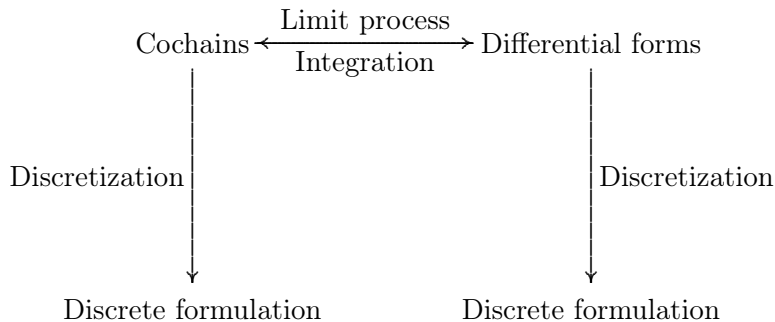 Limit process
Cochains Differential forms
Integration
Discretization Discretization
Discrete formulation Discrete formulation